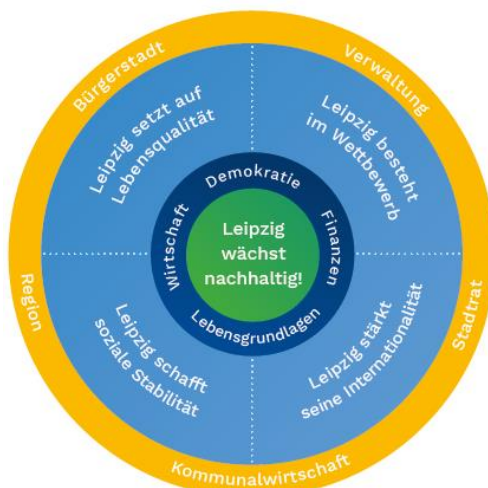 Bürgerstadt
Verwaltung
Leipzig setzt auf
Lebensqualität
Leipzig besteht
im Wettbewerb
Demokratie
Wirtschaft
Finanzen
Leipzig
wächst
nachhaltig!
Lebensgrundlagen
Region
Stadtrat
Leipzig schafft
soziale Stabilität
Leipzig stärkt
seine Internationalität
Kommunalwirtschaft